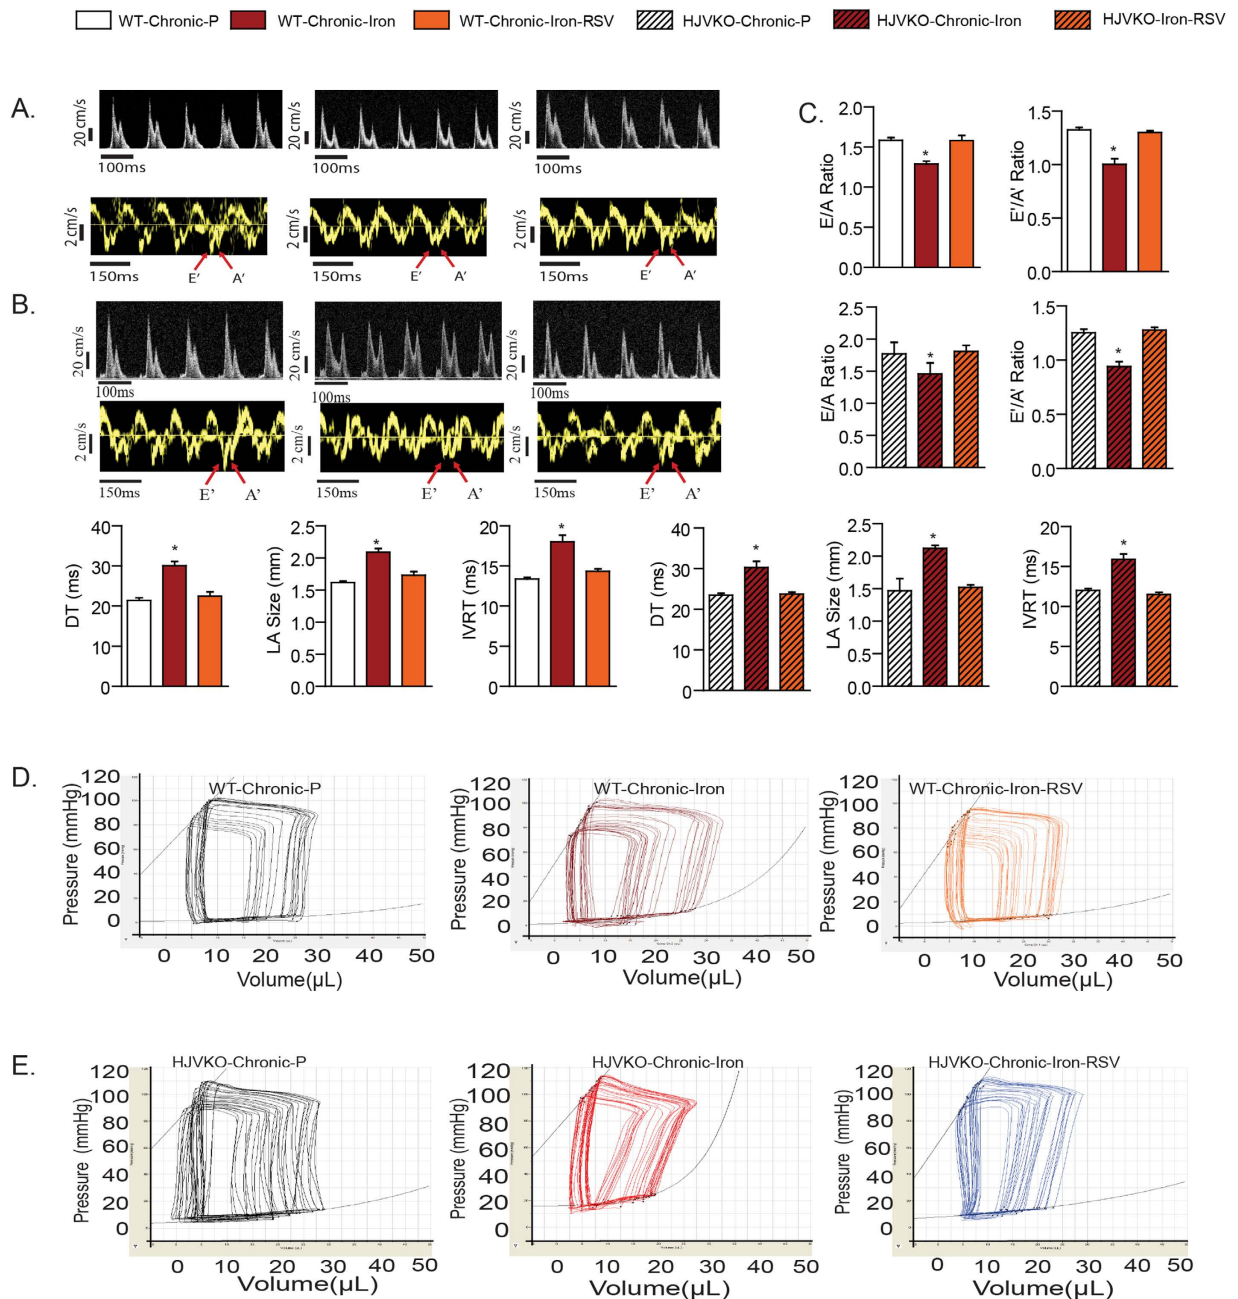 WT-Chronic-P WT-Chronic-Iron WT-Chronic-Iron-RSV HJVKO-Chronic-P HJVKO-Chronic-Iron HJVKO-Iron-RSV
A.
20 cm/s 20 cm/s 20 cm/s
100ms 100ms 100ms
2 cm/s 2 cm/s 2 cm/s
E' A' E' A' E' A'
150ms 150ms 150ms
B.
20 cm/s 20 cm/s 20 cm/s
100ms 100ms 100ms
2 cm/s 2 cm/s 2 cm/s
150ms E' A' 150ms E' A' 150ms E' A'
C.
E/A Ratio
2.0
1.5
1.0
0.5
0.0
*
E'/A' Ratio
1.5
1.0
0.5
0.0
*
E/A Ratio
2.5
2.0
1.5
1.0
0.5
0.0
*
E'/A' Ratio
1.5
1.0
0.5
0.0
*
DT (ms)
40
30
20
10
0
*
LA Size (mm)
2.5
2.0
1.5
1.0
0.5
0.0
*
IVRT (ms)
20
15
10
5
0
*
DT (ms)
40
30
20
10
0
*
LA Size (mm)
2.5
2.0
1.5
1.0
0.5
0.0
*
IVRT (ms)
20
15
10
5
0
*
D.
WT-Chronic-P
Pressure (mmHg)
120
100
80
60
40
20
0
0 10 20 30 40 50
Volume(µL)
WT-Chronic-Iron
Pressure (mmHg)
120
100
80
60
40
20
0
0 10 20 30 40 50
Volume(µL)
WT-Chronic-Iron-RSV
Pressure (mmHg)
120
100
80
60
40
20
0
0 10 20 30 40 50
Volume(µL)
E.
HJVKO-Chronic-P
Pressure (mmHg)
120
100
80
60
40
20
0
0 10 20 30 40 50
Volume(µL)
HJVKO-Chronic-Iron
Pressure (mmHg)
120
100
80
60
40
20
0
0 10 20 30 40 50
Volume(µL)
HJVKO-Chronic-Iron-RSV
Pressure (mmHg)
120
100
80
60
40
20
0
0 10 20 30 40 50
Volume(µL)